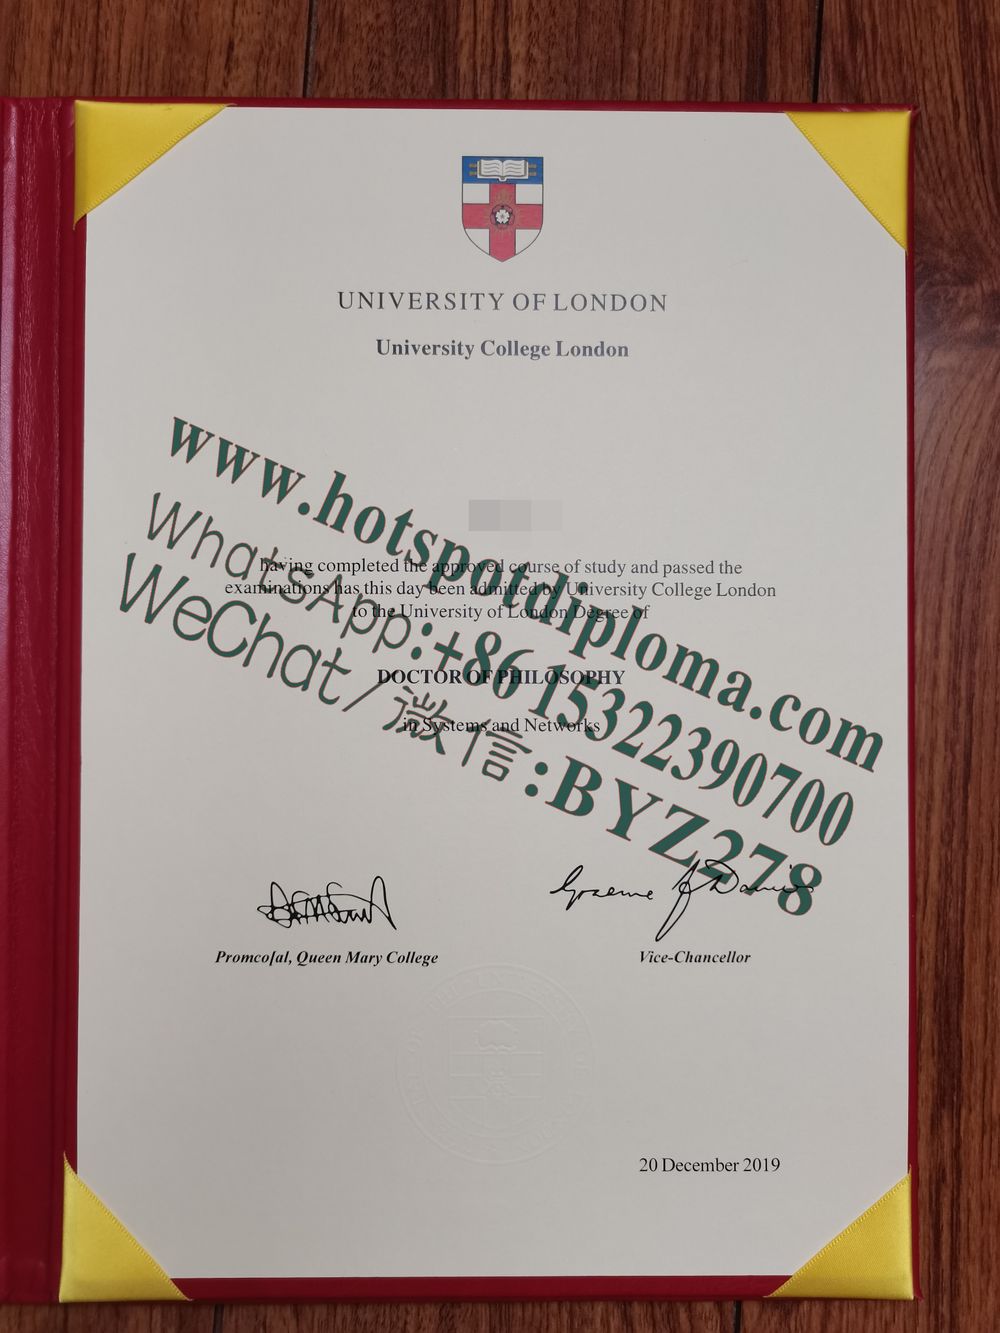 UNIVERSITY OF LONDON
University College London
www.hotspotdiploma.com
WhatsApp:+86 15322390700
WeChat/微信:BYZ278
having completed the approved course of study and passed the
examinations has this day been admitted by University College London
to the University of London Degree of
DOCTOR OF PHILOSOPHY
in Systems and Networks
Promcofal, Queen Mary College
Vice-Chancellor
20 December 2019